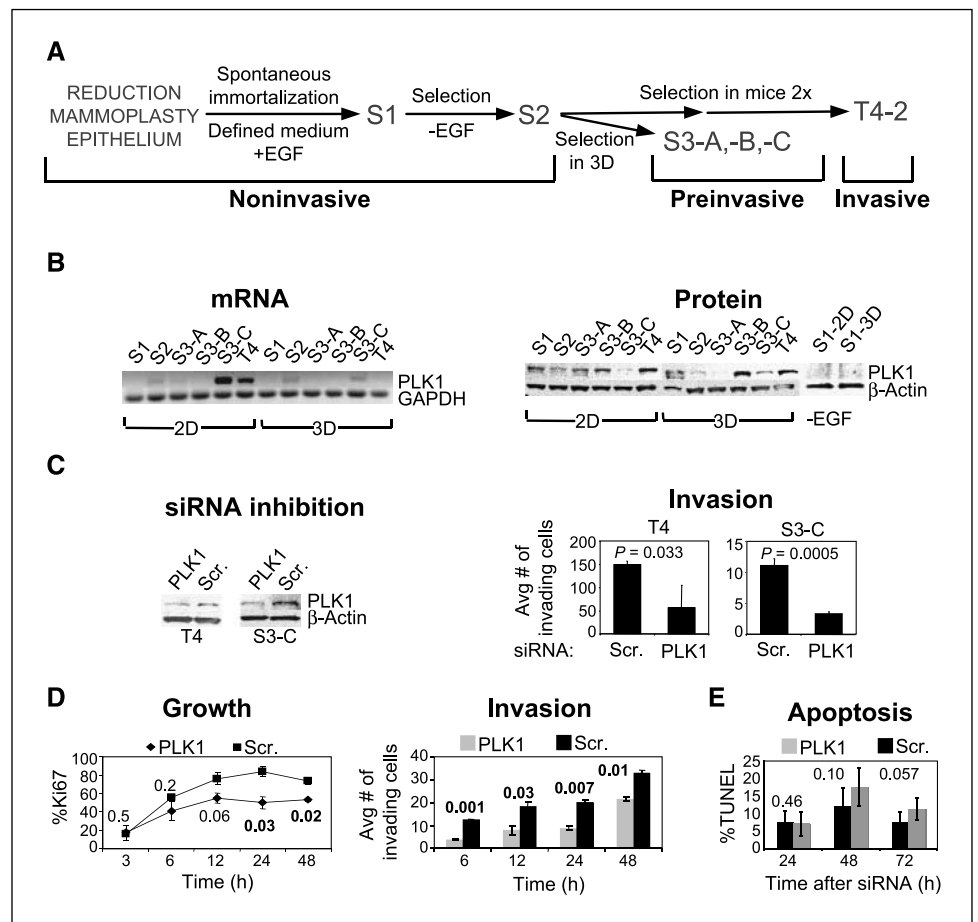 A
REDUCTION
MAMMOPLASTY
EPITHELIUM
Spontaneous
immortalization
Defined medium
+EGF
S1
Selection
-EGF
S2
Selection in mice 2x
Selection
in 3D
S3-A,-B,-C
T4-2
Noninvasive
Preinvasive
Invasive
B
mRNA
S1 S2 S3-A S3-B S3-C T4 S1 S2 S3-A S3-B S3-C T4
PLK1
GAPDH
2D 3D
Protein
S1 S2 S3-A S3-B S3-C T4 S1 S2 S3-A S3-B S3-C T4 S1-2D S1-3D
PLK1
β-Actin
2D 3D -EGF
C
siRNA inhibition
PLK1 Scr. PLK1 Scr.
PLK1
β-Actin
T4 S3-C
Invasion
T4 S3-C
Avg # of
invading cells
200
150
100
50
0
P = 0.033
15
10
5
0
P = 0.0005
siRNA: Scr. PLK1 Scr. PLK1
D
Growth
PLK1 Scr.
%Ki67
100
80
60
40
20
0
0.5 0.2 0.06 0.03 0.02
3 6 12 24 48
Time (h)
Invasion
PLK1 Scr.
Avg # of
invading cells
40
30
20
10
0
0.001 0.03 0.007 0.01
6 12 24 48
Time (h)
E
Apoptosis
PLK1 Scr.
%TUNEL
25
20
15
10
5
0
0.46 0.10 0.057
24 48 72
Time after siRNA (h)